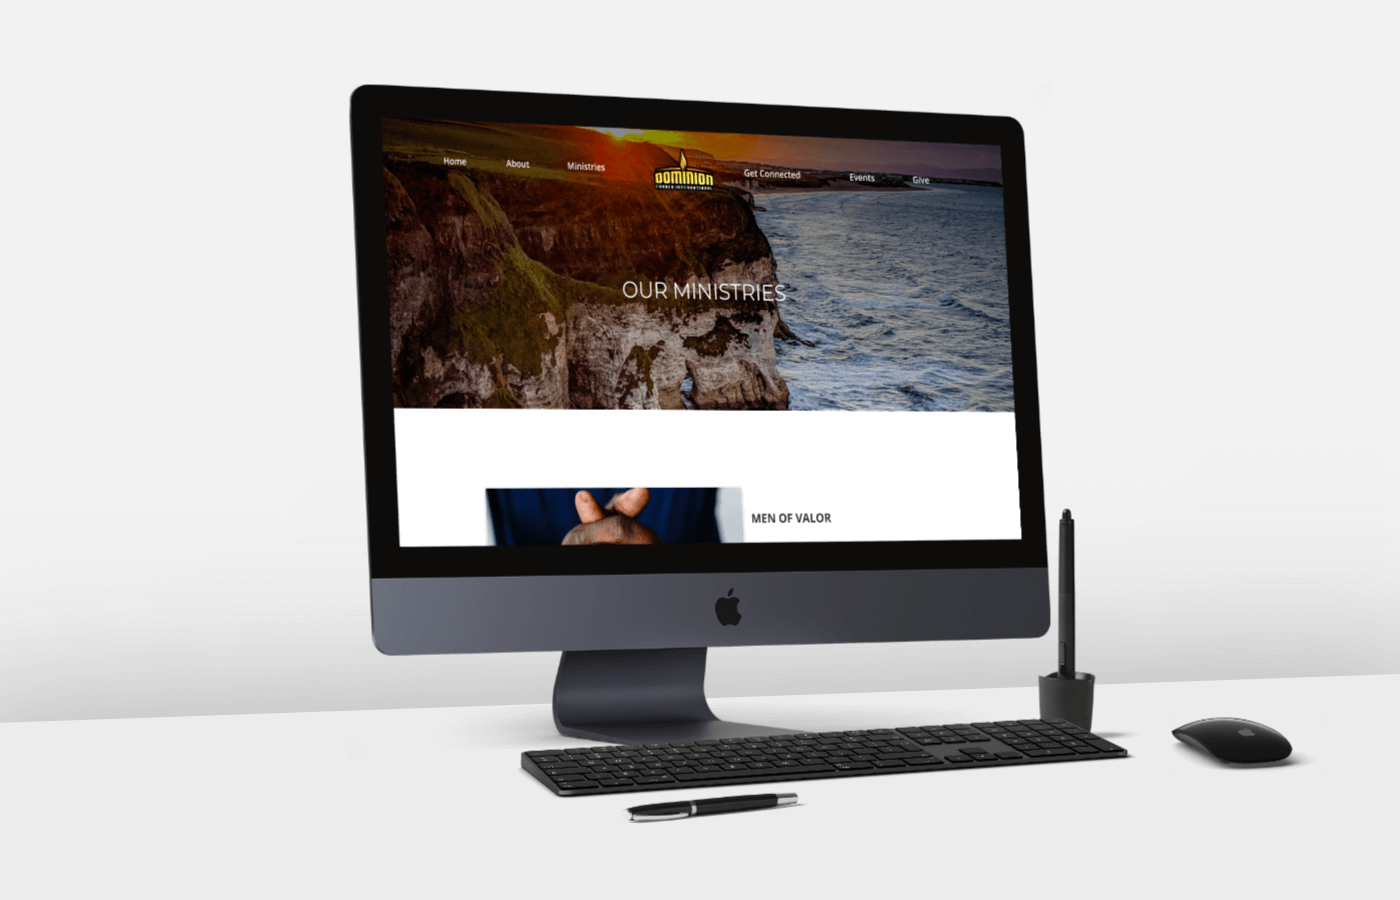 Home
About
Ministries
DOMINION
CHURCH INTERNATIONAL
Get Connected
Events
Give
OUR MINISTRIES
MEN OF VALOR